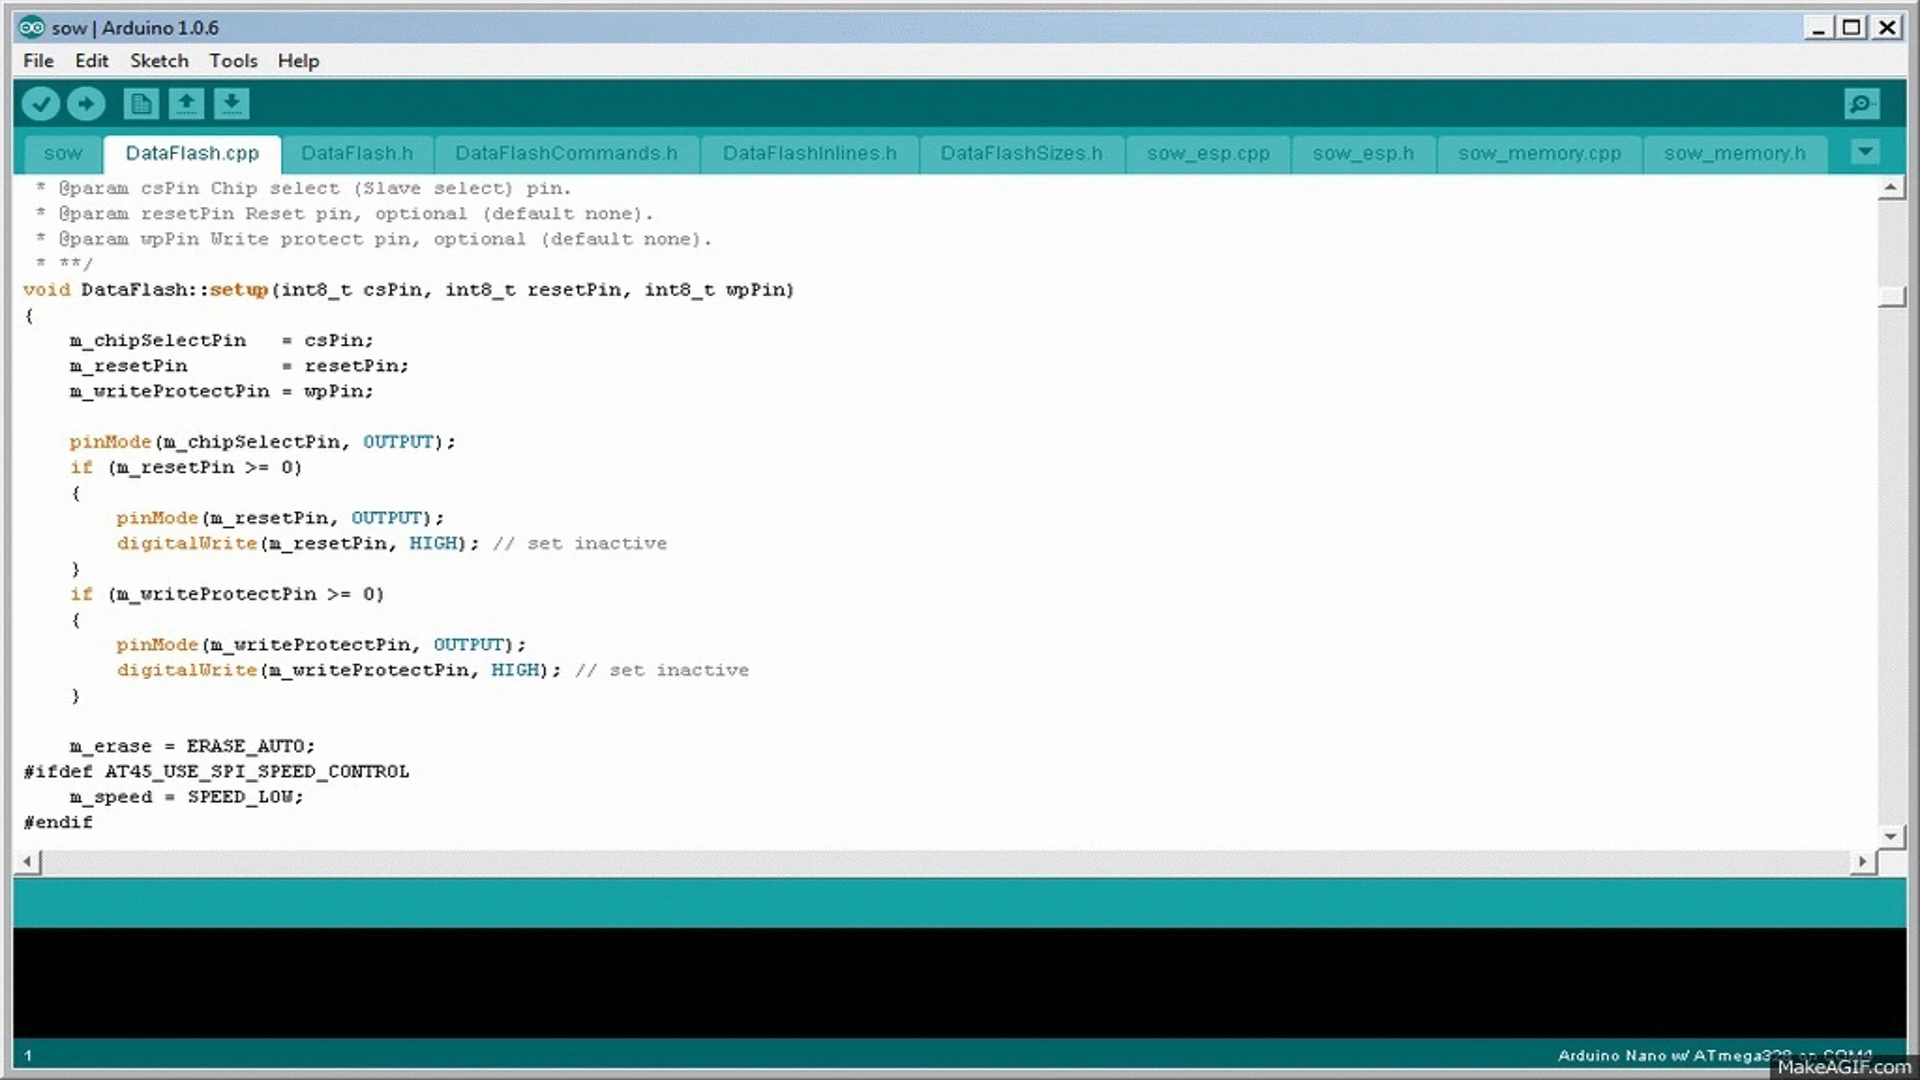 sow | Arduino 1.0.6
File Edit Sketch Tools Help
sow DataFlash.cpp DataFlash.h DataFlashCommands.h DataFlashInlines.h DataFlashSizes.h sow_esp.cpp sow_esp.h sow_memory.cpp sow_memory.h
* @param csPin Chip select (Slave select) pin.
* @param resetPin Reset pin, optional (default none).
* @param wpPin Write protect pin, optional (default none).
* **/
void DataFlash::setup(int8_t csPin, int8_t resetPin, int8_t wpPin)
{
m_chipSelectPin = csPin;
m_resetPin = resetPin;
m_writeProtectPin = wpPin;
pinMode(m_chipSelectPin, OUTPUT);
if (m_resetPin >= 0)
{
pinMode(m_resetPin, OUTPUT);
digitalWrite(m_resetPin, HIGH); // set inactive
}
if (m_writeProtectPin >= 0)
{
pinMode(m_writeProtectPin, OUTPUT);
digitalWrite(m_writeProtectPin, HIGH); // set inactive
}
m_erase = ERASE_AUTO;
#ifdef AT45_USE_SPI_SPEED_CONTROL
m_speed = SPEED_LOW;
#endif
1
Arduino Nano w/ ATmega328 on
MakeAGIF.com